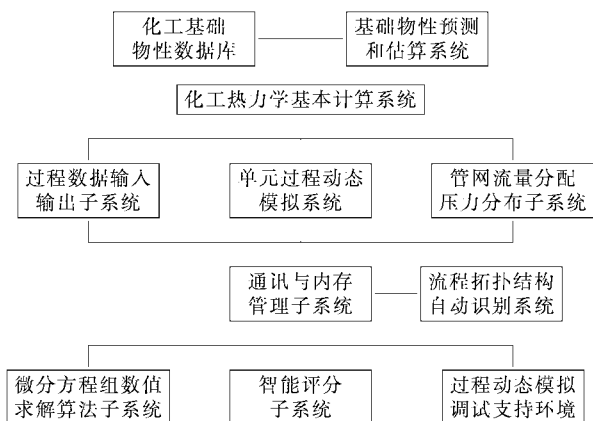 化工基础
物性数据库
基础物性预测
和估算系统
化工热力学基本计算系统
过程数据输入
输出子系统
单元过程动态
模拟系统
管网流量分配
压力分布子系统
通讯与内存
管理子系统
流程拓扑结构
自动识别系统
微分方程组数值
求解算法子系统
智能评分
子系统
过程动态模拟
调试支持环境